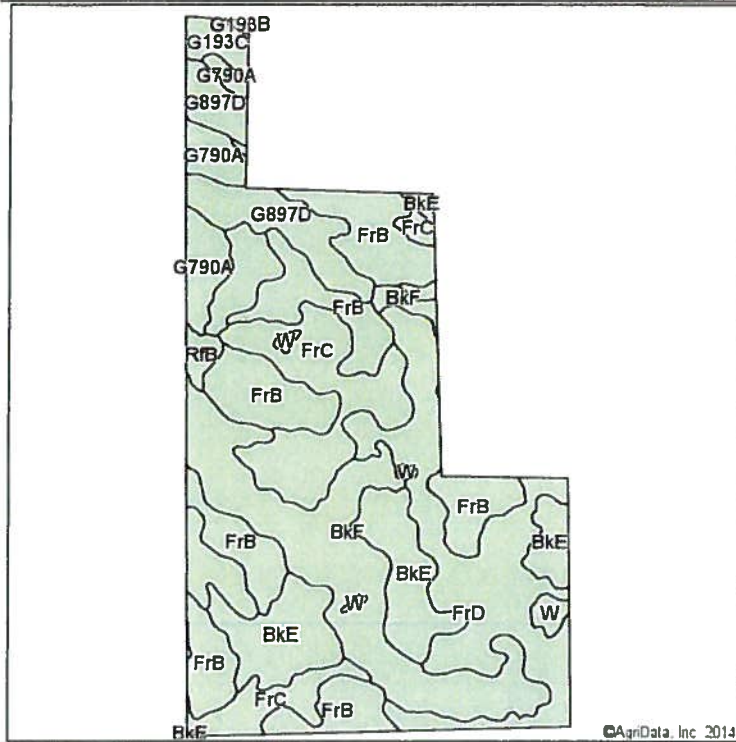 G193B
G193C
G790A
G897D
G790A
BkE
G897D
FrC
FrB
G790A
BkF
FrB
W
FrC
RfB
FrB
W
FrB
BkF
FrB
BkE
BkE
W
FrD
W
BkE
FrB
FrC
FrB
BkE
©AgriData, Inc 2014